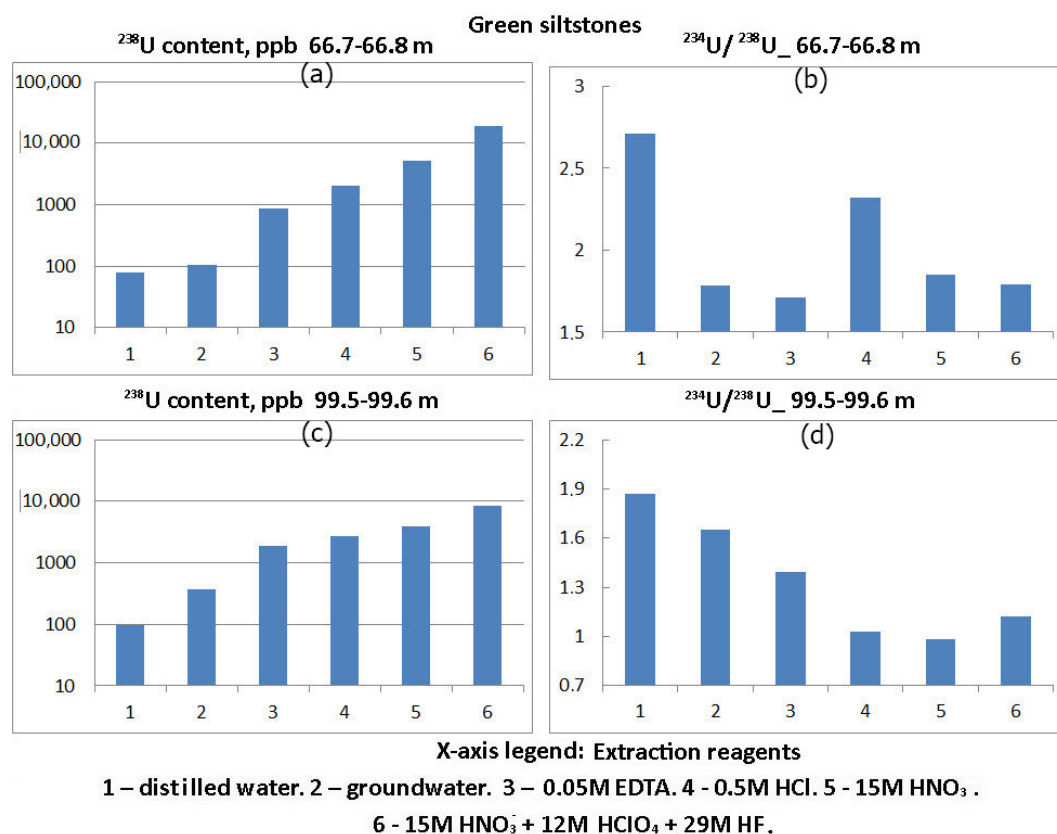 Green siltstones
²³⁸U content, ppb 66.7-66.8 m
²³⁴U/ ²³⁸U_ 66.7-66.8 m
(a)
100,000
10,000
1000
100
10
1 2 3 4 5 6
(b)
3
2.5
2
1.5
1 2 3 4 5 6
²³⁸U content, ppb 99.5-99.6 m
²³⁴U/²³⁸U_ 99.5-99.6 m
(c)
100,000
10,000
1000
100
10
1 2 3 4 5 6
(d)
2.2
1.9
1.6
1.3
1
0.7
1 2 3 4 5 6
X-axis legend: Extraction reagents
1 – distilled water. 2 – groundwater. 3 – 0.05M EDTA. 4 - 0.5M HCl. 5 - 15M HNO₃ .
6 - 15M HNO₃ + 12M HClO₄ + 29M HF.